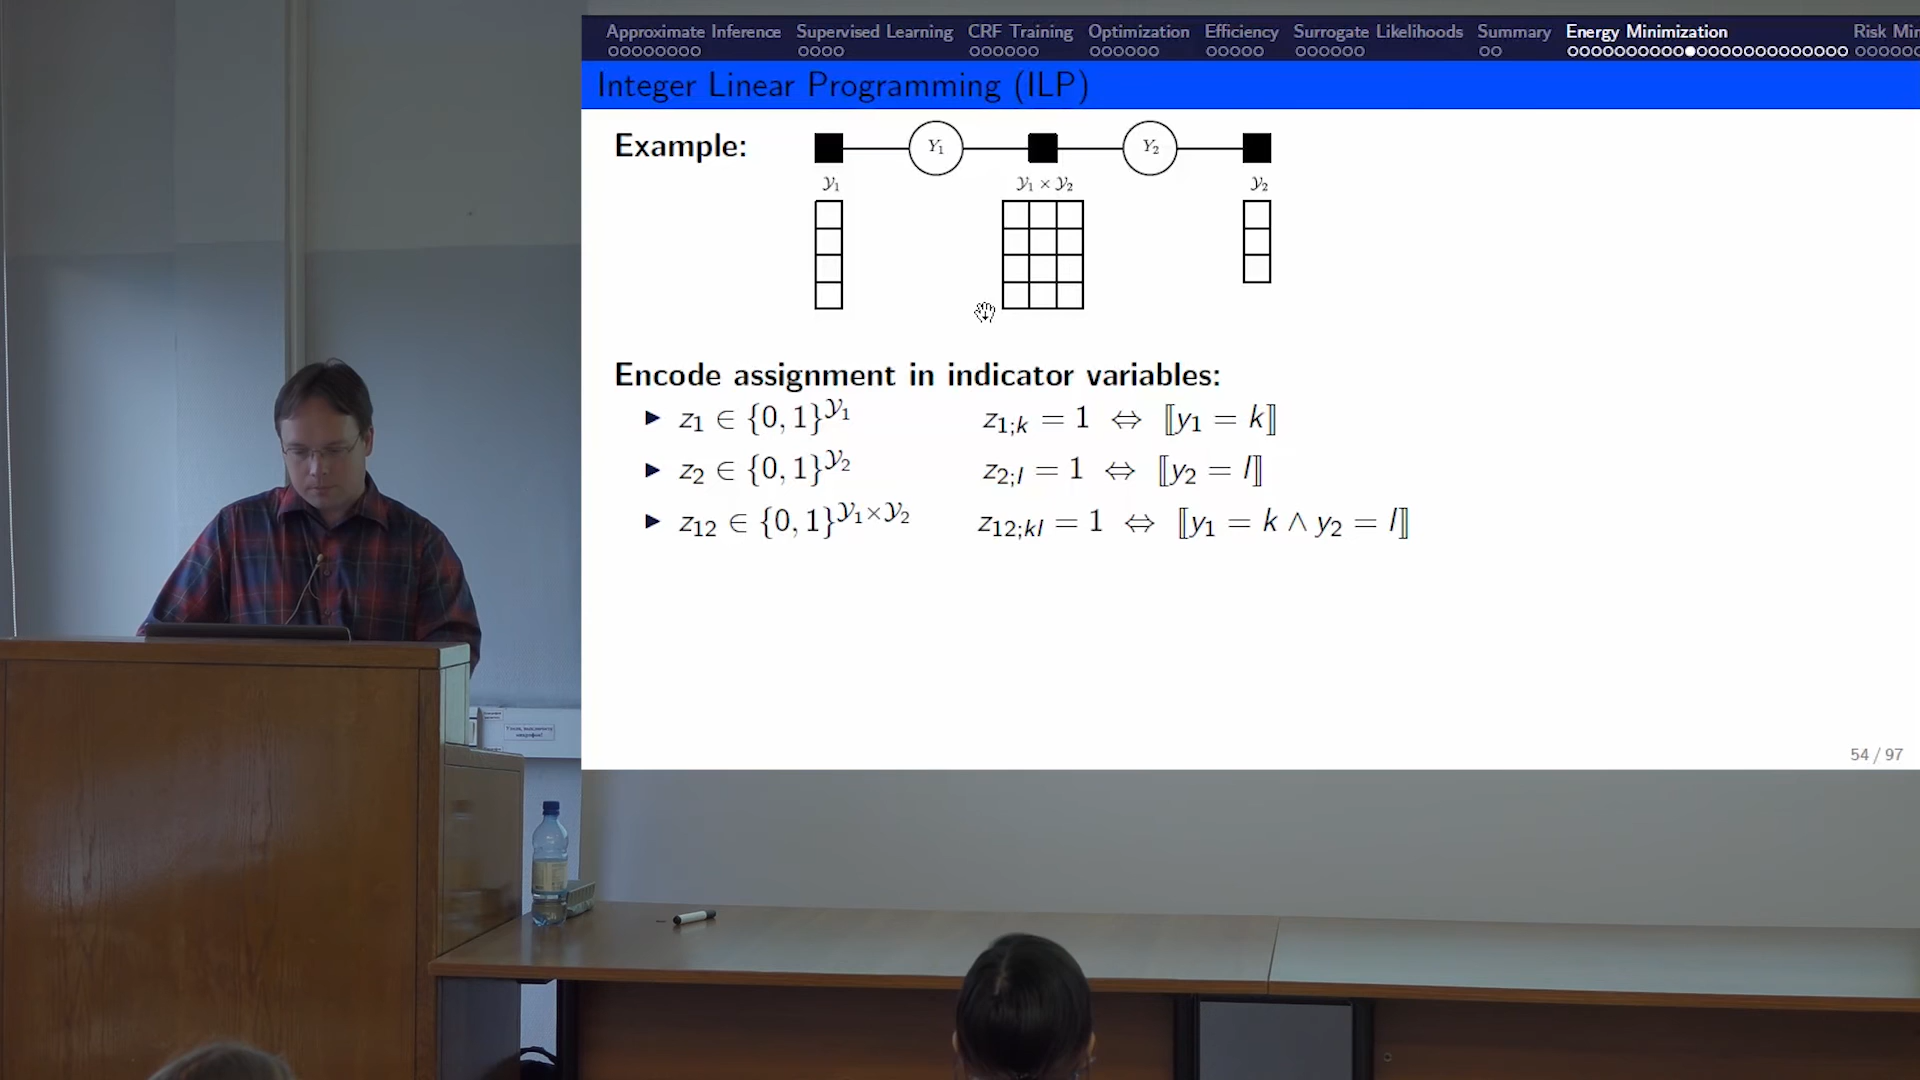 Approximate Inference Supervised Learning CRF Training Optimization Efficiency Surrogate Likelihoods Summary Energy Minimization Risk Min
Integer Linear Programming (ILP)
Example:
Y₁ Y₂
𝒴₁ 𝒴₁ × 𝒴₂ 𝒴₂
Encode assignment in indicator variables:
▶ z₁ ∈ {0, 1}^𝒴₁ z₁;ₖ = 1 ⇔ ⟦y₁ = k⟧
▶ z₂ ∈ {0, 1}^𝒴₂ z₂;ₗ = 1 ⇔ ⟦y₂ = l⟧
▶ z₁₂ ∈ {0, 1}^𝒴₁×𝒴₂ z₁₂;ₖₗ = 1 ⇔ ⟦y₁ = k ∧ y₂ = l⟧
54 / 97